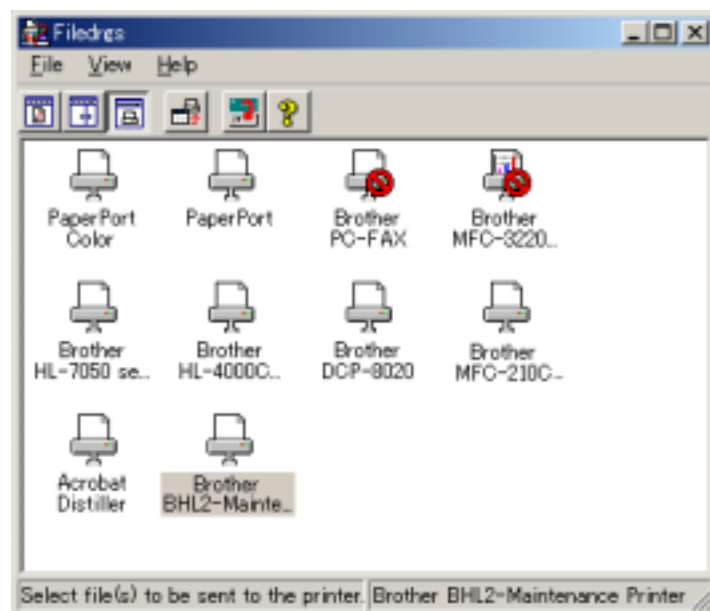 Filedrgs
File View Help
PaperPort
Color
PaperPort
Brother
PC-FAX
Brother
MFC-3220...
Brother
HL-7050 se...
Brother
HL-4000C...
Brother
DCP-8020
Brother
MFC-210C...
Acrobat
Distiller
Brother
BHL2-Mainte...
Select file(s) to be sent to the printer. Brother BHL2-Maintenance Printer